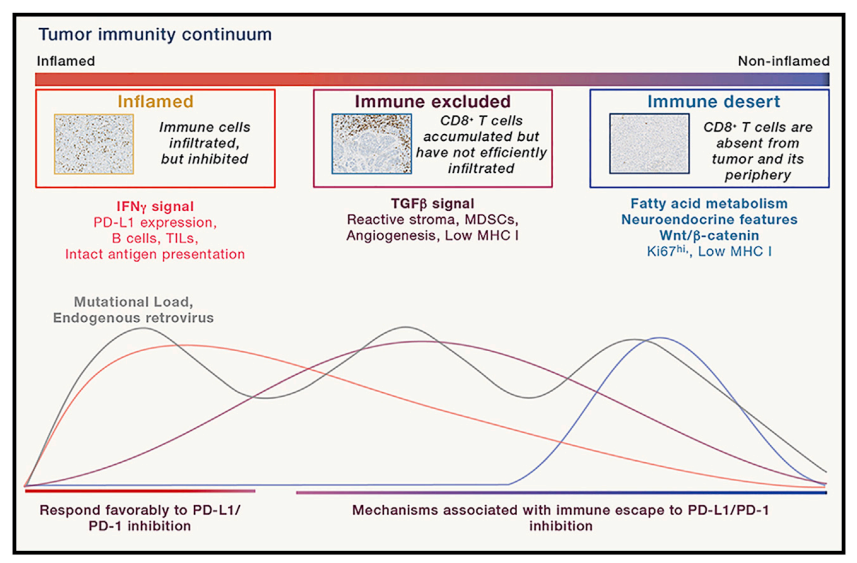 Tumor immunity continuum
Inflamed
Non-inflamed
Inflamed
Immune cells
infiltrated,
but inhibited
IFNγ signal
PD-L1 expression,
B cells, TILs,
Intact antigen presentation
Immune excluded
CD8⁺ T cells
accumulated but
have not efficiently
infiltrated
TGFβ signal
Reactive stroma, MDSCs,
Angiogenesis, Low MHC I
Immune desert
CD8⁺ T cells are
absent from
tumor and its
periphery
Fatty acid metabolism
Neuroendocrine features
Wnt/β-catenin
Ki67ʰⁱ,, Low MHC I
Mutational Load,
Endogenous retrovirus
Respond favorably to PD-L1/
PD-1 inhibition
Mechanisms associated with immune escape to PD-L1/PD-1
inhibition